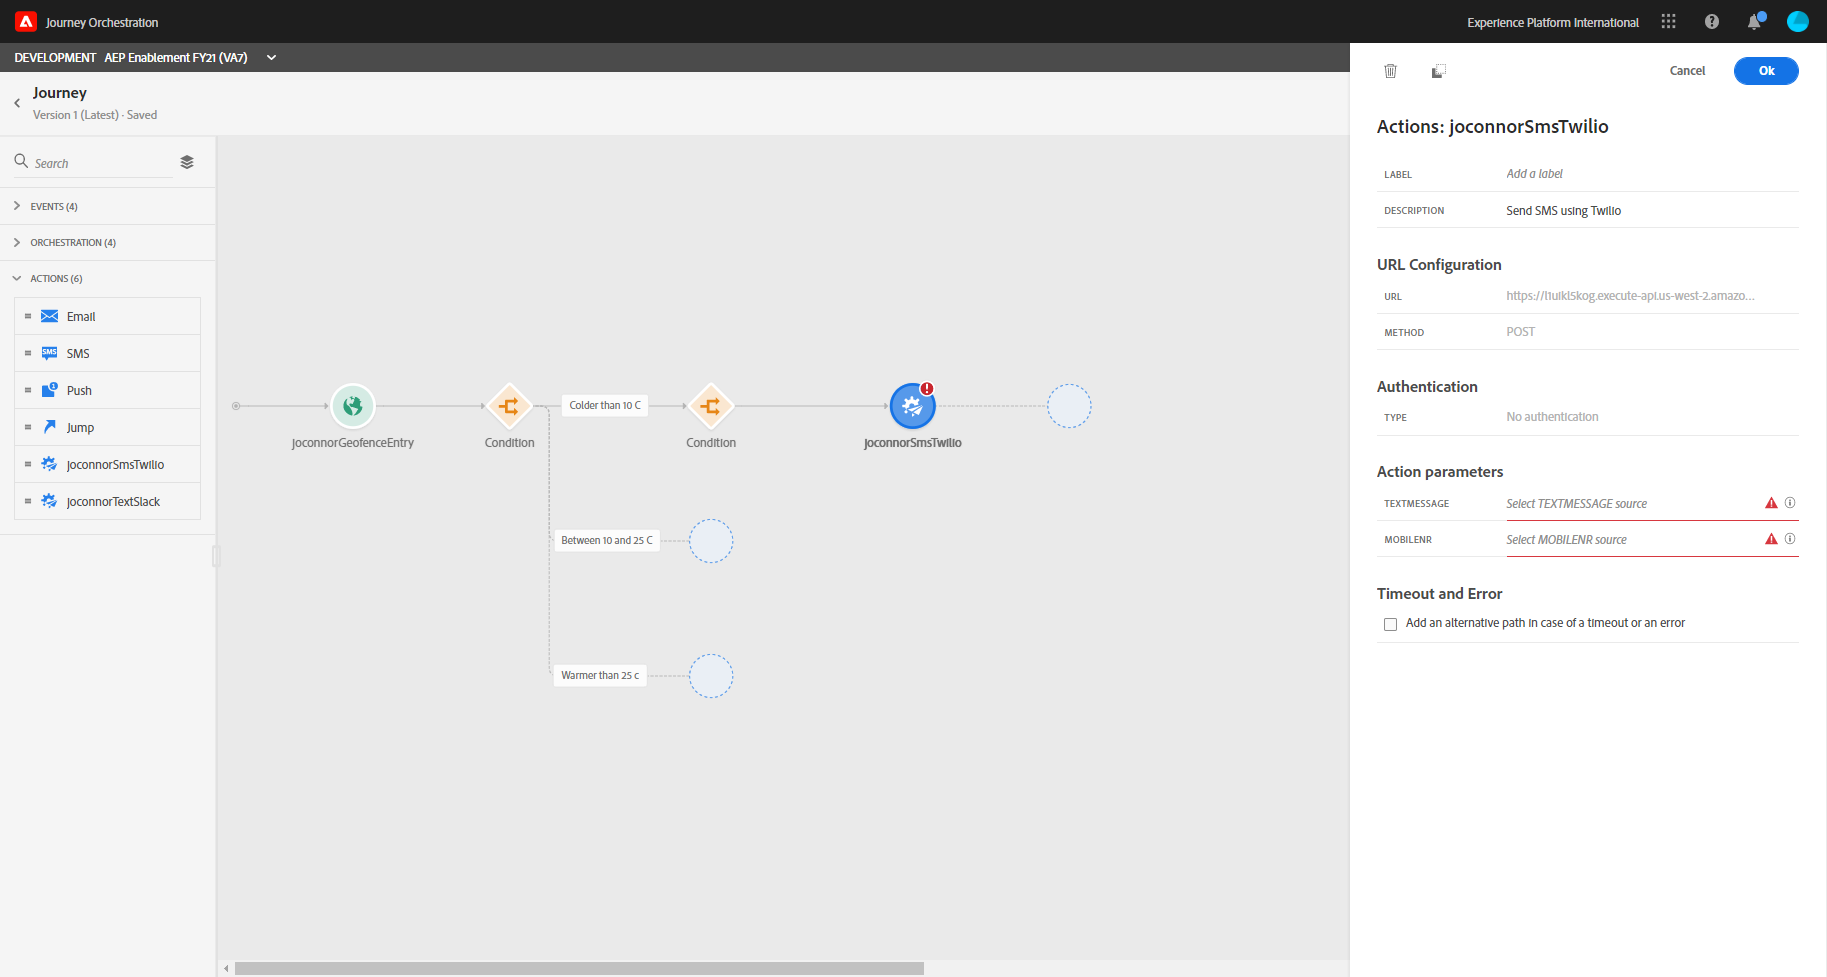 Journey Orchestration
Experience Platform International
DEVELOPMENT AEP Enablement FY21 (VA7)
Journey
Version 1 (Latest) · Saved
Search
EVENTS (4)
ORCHESTRATION (4)
ACTIONS (6)
Email
SMS
SMS
Push
Jump
joconnorSmsTwilio
joconnorTextSlack
joconnorGeofenceEntry
Condition
Colder than 10 C
Condition
joconnorSmsTwilio
Between 10 and 25 C
Warmer than 25 c
Cancel
Ok
Actions: joconnorSmsTwilio
LABEL Add a label
DESCRIPTION Send SMS using Twilio
URL Configuration
URL https://l1uikl5kog.execute-api.us-west-2.amazo...
METHOD POST
Authentication
TYPE No authentication
Action parameters
TEXTMESSAGE Select TEXTMESSAGE source
MOBILENR Select MOBILENR source
Timeout and Error
Add an alternative path in case of a timeout or an error